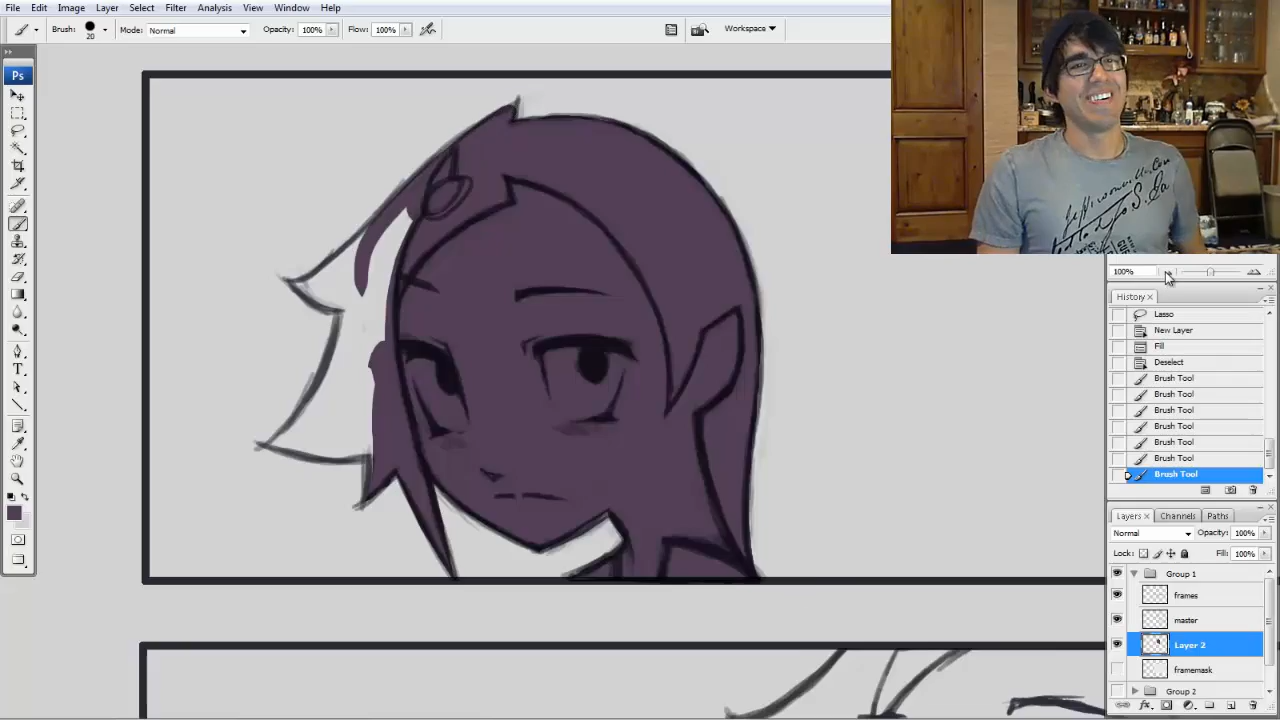 File Edit Image Layer Select Filter Analysis View Window Help
Brush: 20 Mode: Normal Opacity: 100% Flow: 100% Workspace
Ps
T
100%
History
Lasso
New Layer
Fill
Deselect
Brush Tool
Brush Tool
Brush Tool
Brush Tool
Brush Tool
Brush Tool
Brush Tool
Layers Channels Paths
Normal Opacity: 100%
Lock: Fill: 100%
Group 1
frames
master
Layer 2
framemask
Group 2
fx